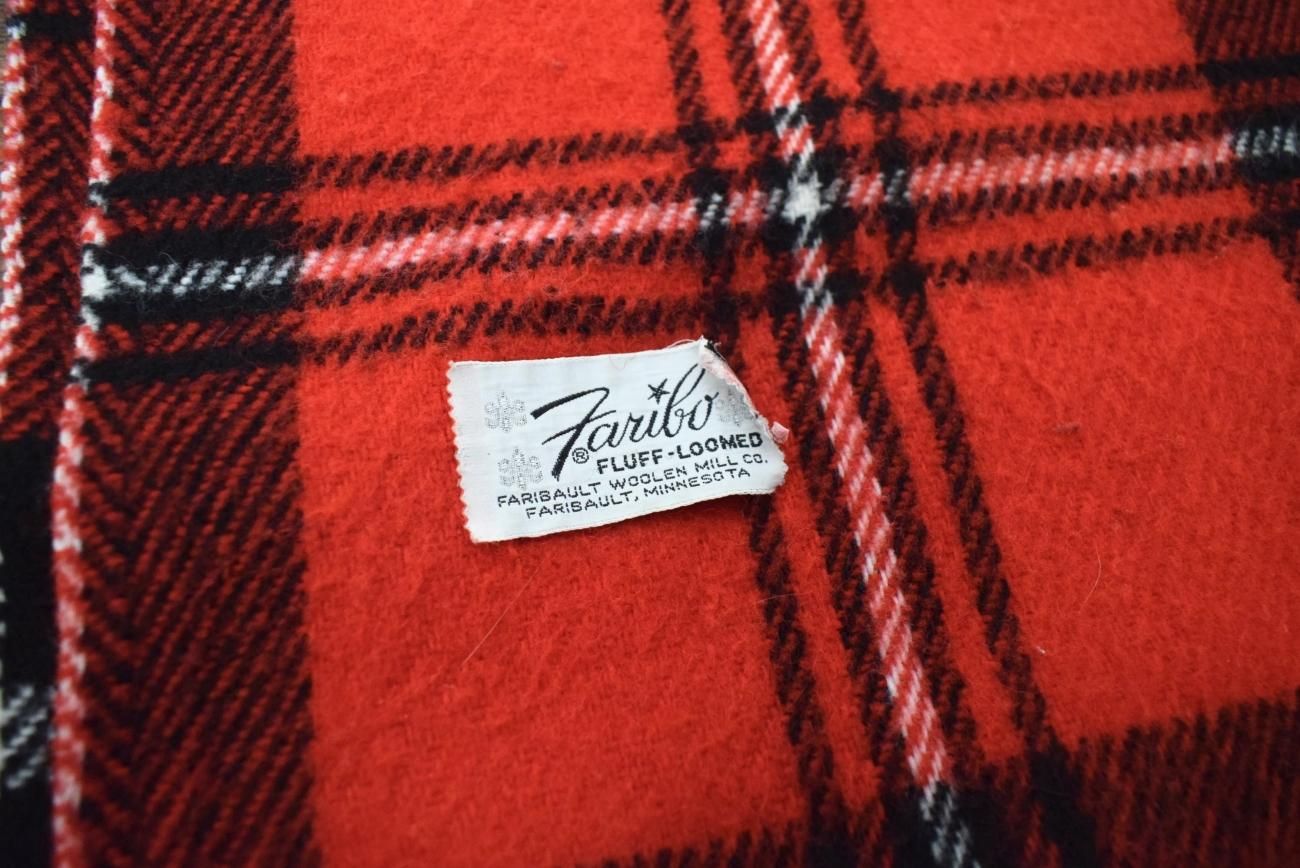 Faribo
® FLUFF-LOOMED
FARIBAULT WOOLEN MILL CO.
FARIBAULT, MINNESOTA